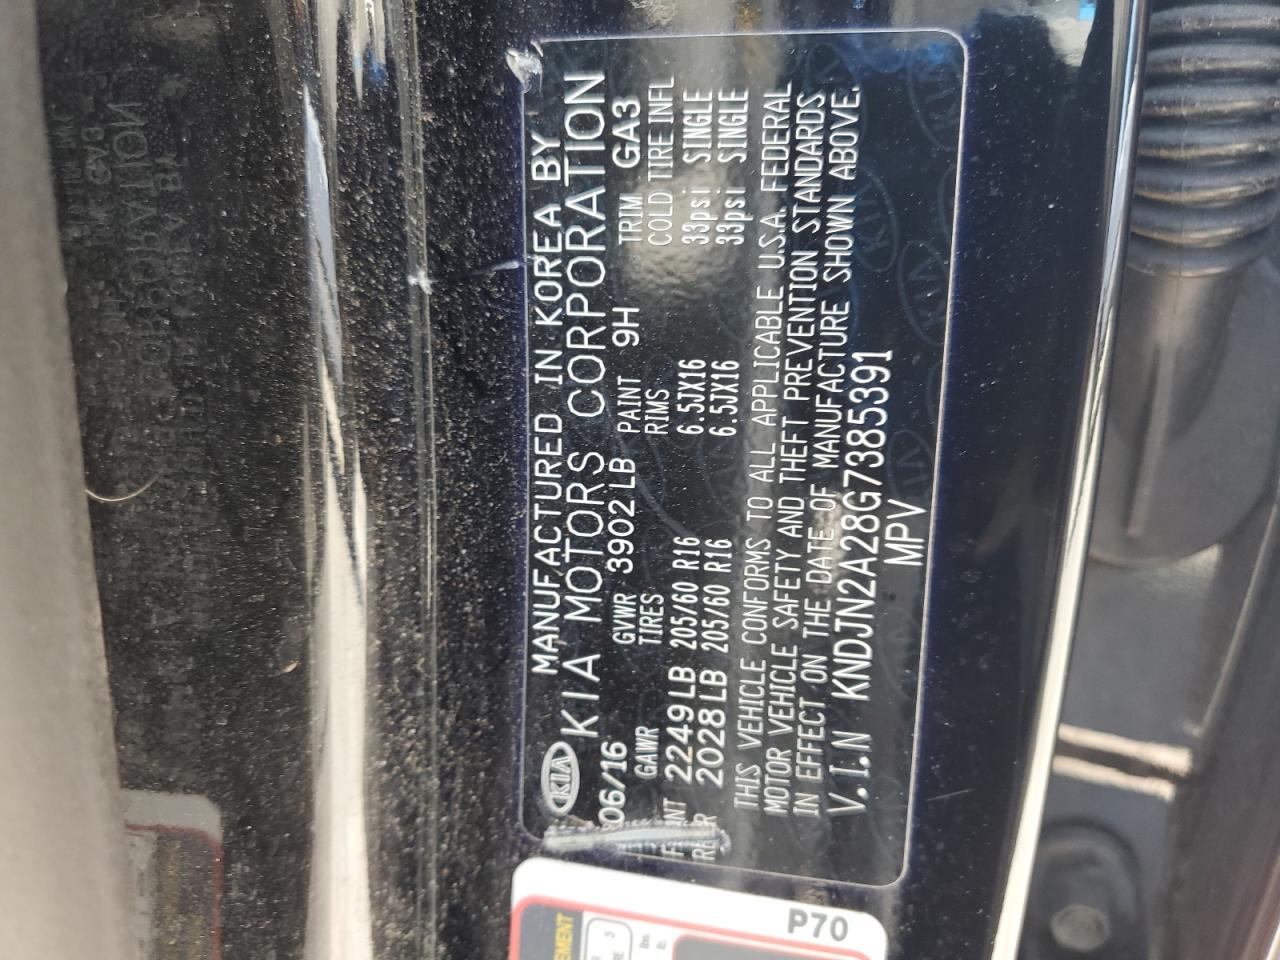 KIA
MANUFACTURED IN KOREA BY
KIA MOTORS CORPORATION
06/16 GVWR 3902LB PAINT 9H TRIM GA3
GAWR TIRES RIMS COLD TIRE INFL
2249LB 205/60 R16 6.5JX16 33psi SINGLE
2028LB 205/60 R16 6.5JX16 33psi SINGLE
THIS VEHICLE CONFORMS TO ALL APPLICABLE U.S.A. FEDERAL
MOTOR VEHICLE SAFETY AND THEFT PREVENTION STANDARDS
IN EFFECT ON THE DATE OF MANUFACTURE SHOWN ABOVE.
V.I.N KNDJN2A28G7385391
MPV
P70